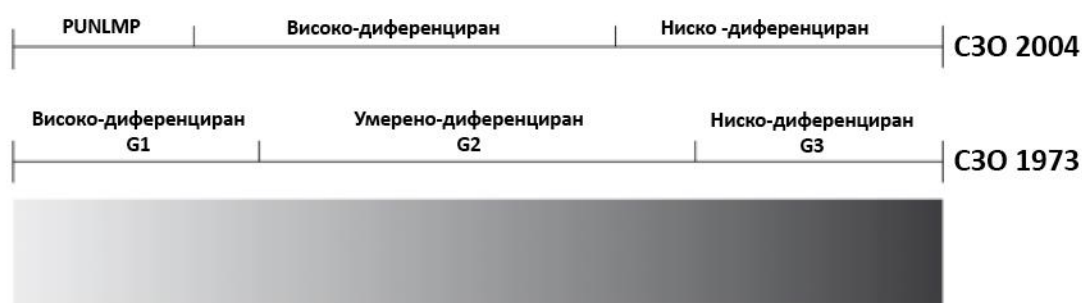 PUNLMP Високо-диференциран Ниско -диференциран
СЗО 2004
Високо-диференциран Умерено-диференциран Ниско-диференциран
G1 G2 G3
СЗО 1973